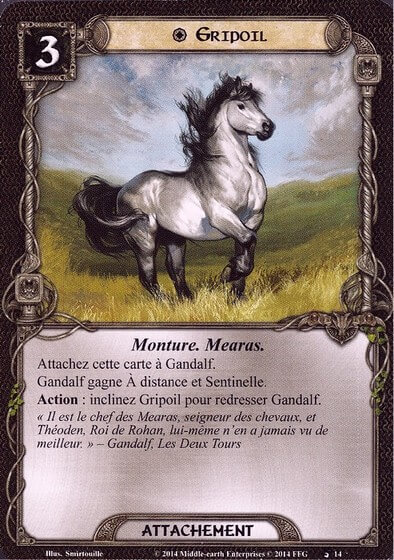 3
Gripoil
Monture. Mearas.
Attachez cette carte à Gandalf.
Gandalf gagne À distance et Sentinelle.
Action : inclinez Gripoil pour redresser Gandalf.
« Il est le chef des Mearas, seigneur des chevaux, et
Théoden, Roi de Rohan, lui-même n'en a jamais vu de
meilleur. » – Gandalf, Les Deux Tours
ATTACHEMENT
Illus. Smirtouille
© 2014 Middle-earth Enterprises © 2014 FFG
14